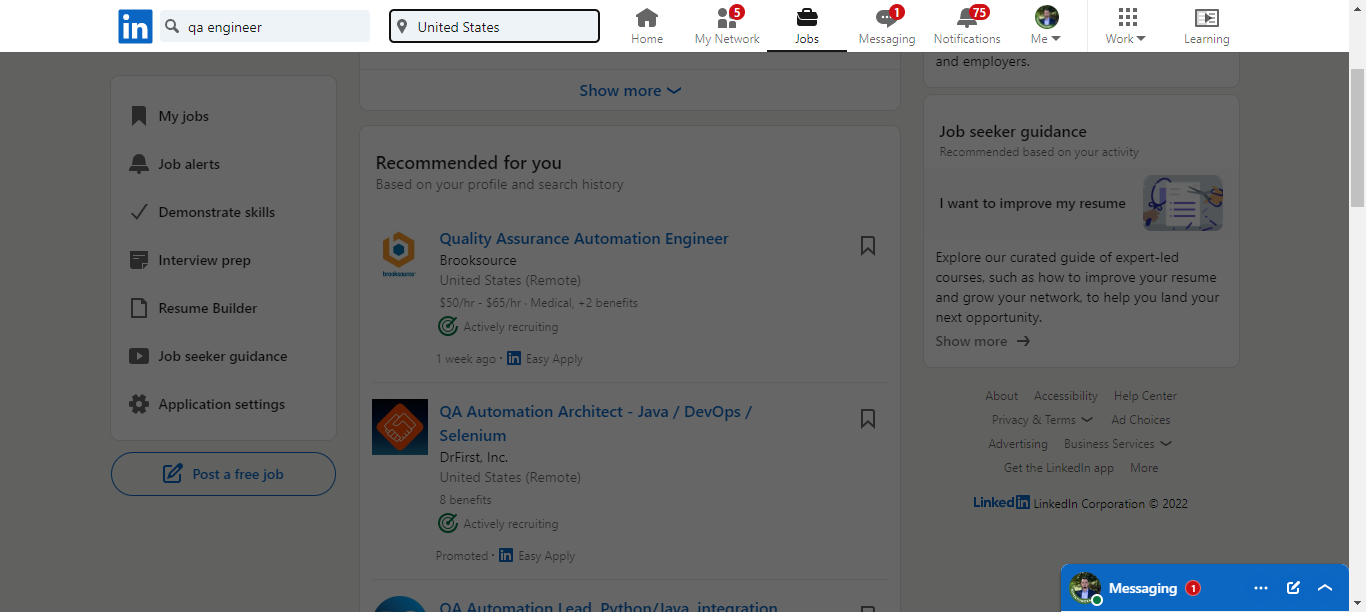 in
qa engineer
United States
Home
5
My Network
Jobs
1
Messaging
75
Notifications
Me
Work
Learning
My jobs
Job alerts
Demonstrate skills
Interview prep
Resume Builder
Job seeker guidance
Application settings
Post a free job
Show more
Recommended for you
Based on your profile and search history
brooksource
Quality Assurance Automation Engineer
Brooksource
United States (Remote)
$50/hr - $65/hr · Medical, +2 benefits
Actively recruiting
1 week ago · in Easy Apply
QA Automation Architect - Java / DevOps /
Selenium
DrFirst, Inc.
United States (Remote)
8 benefits
Actively recruiting
Promoted · in Easy Apply
QA Automation Lead, Python/Java, integration
and employers.
Job seeker guidance
Recommended based on your activity
I want to improve my resume
Explore our curated guide of expert-led
courses, such as how to improve your resume
and grow your network, to help you land your
next opportunity.
Show more
About Accessibility Help Center
Privacy & Terms Ad Choices
Advertising Business Services
Get the LinkedIn app More
LinkedIn LinkedIn Corporation © 2022
Messaging 1